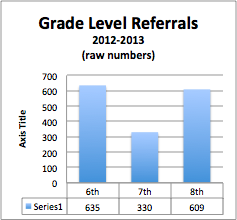 Grade Level Referrals
2012-2013
(raw numbers)
Axis Title
700
600
500
400
300
200
100
0
6th 7th 8th
Series1 635 330 609